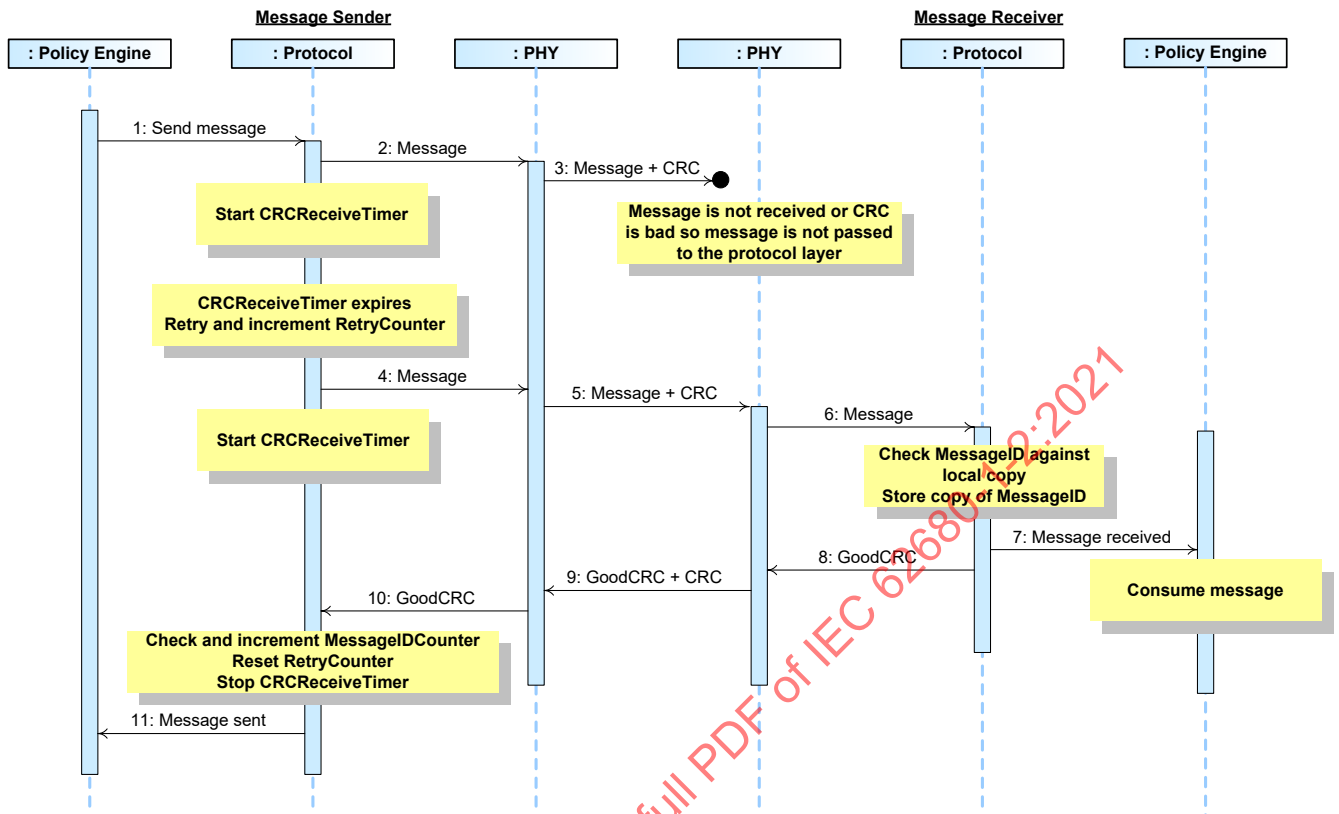 Message Sender
Message Receiver
: Policy Engine
: Protocol
: PHY
: PHY
: Protocol
: Policy Engine
1: Send message
2: Message
3: Message + CRC
Start CRCReceiveTimer
Message is not received or CRC
is bad so message is not passed
to the protocol layer
CRCReceiveTimer expires
Retry and increment RetryCounter
4: Message
5: Message + CRC
6: Message
Start CRCReceiveTimer
Check MessageID against
local copy
Store copy of MessageID
7: Message received
8: GoodCRC
9: GoodCRC + CRC
10: GoodCRC
Consume message
Check and increment MessageIDCounter
Reset RetryCounter
Stop CRCReceiveTimer
11: Message sent
full PDF of IEC 62680-1-2:2021